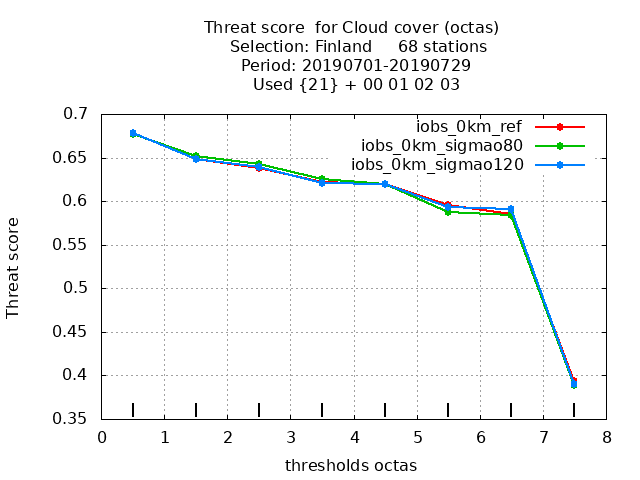 Threat score  for Cloud cover (octas)
Selection: Finland     68 stations
Period: 20190701-20190729
Used {21} + 00 01 02 03
iobs_0km_ref
iobs_0km_sigmao80
iobs_0km_sigmao120
Threat score
0.7
0.65
0.6
0.55
0.5
0.45
0.4
0.35
0 1 2 3 4 5 6 7 8
thresholds octas